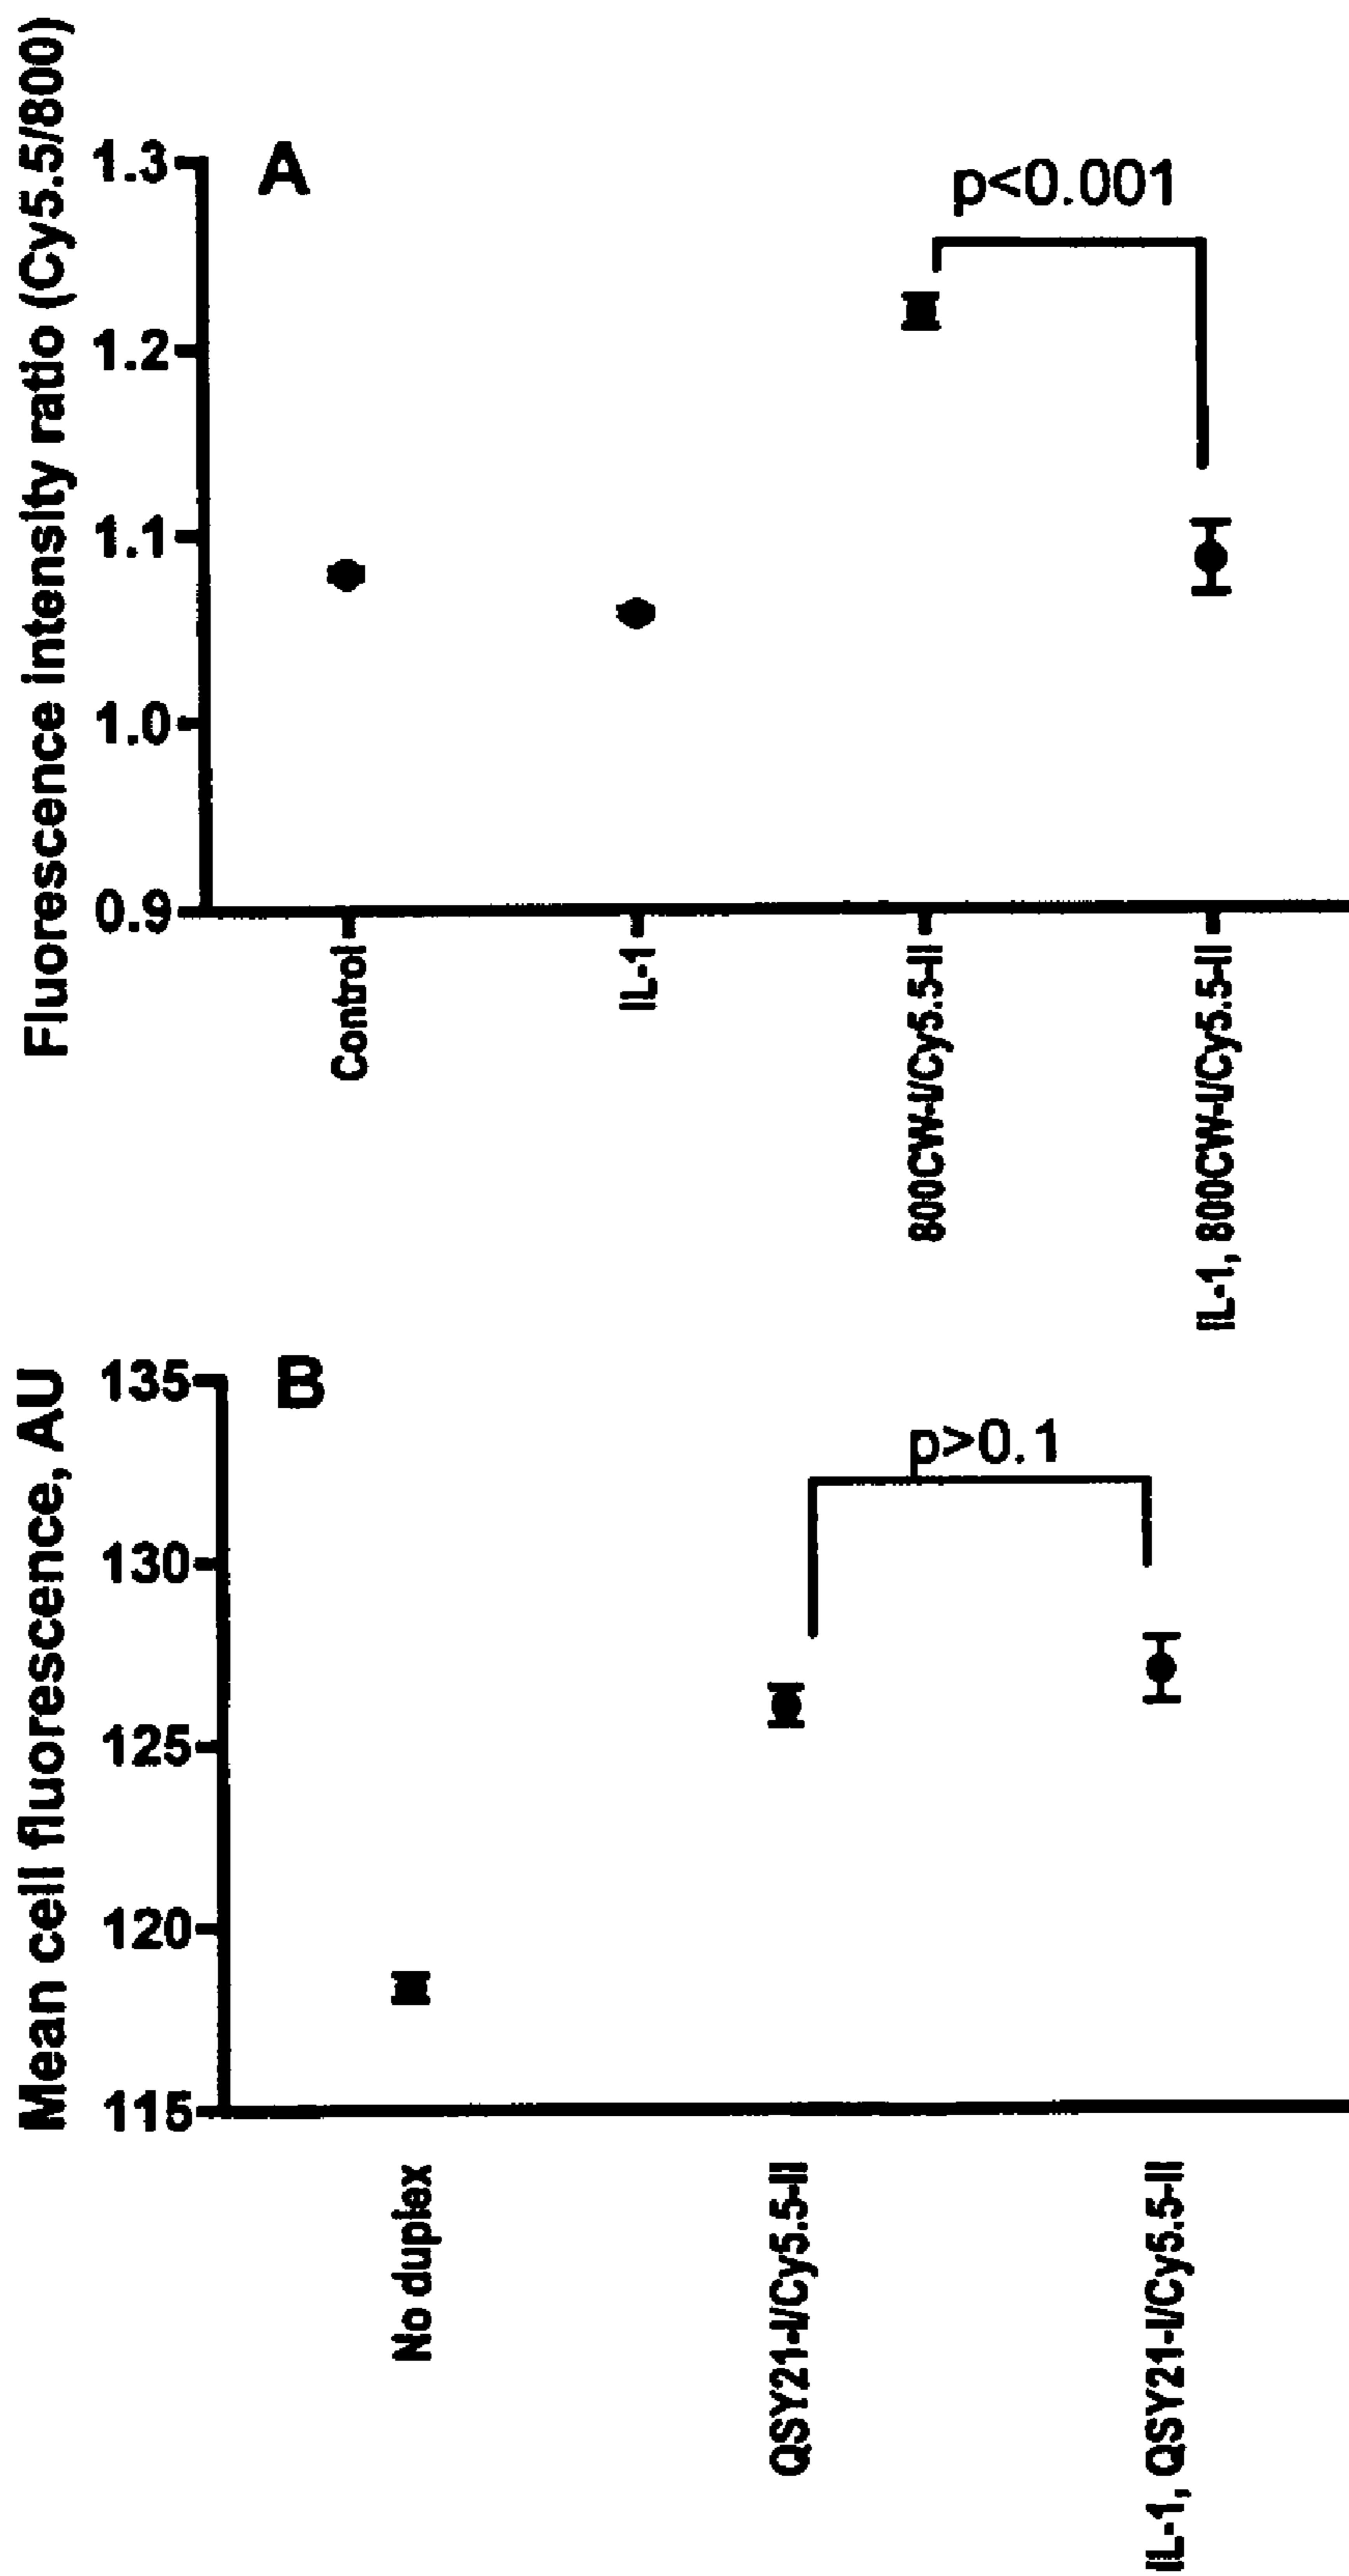 Fluorescence intensity ratio (Cy5.5/800)
A
p<0.001
1.3
1.2
1.1
1.0
0.9
Control
IL-1
800CW-I/Cy5.5-II
IL-1, 800CW-I/Cy5.5-II
Mean cell fluorescence, AU
B
p>0.1
135
130
125
120
115
No duplex
QSY21-I/Cy5.5-II
IL-1, QSY21-I/Cy5.5-II